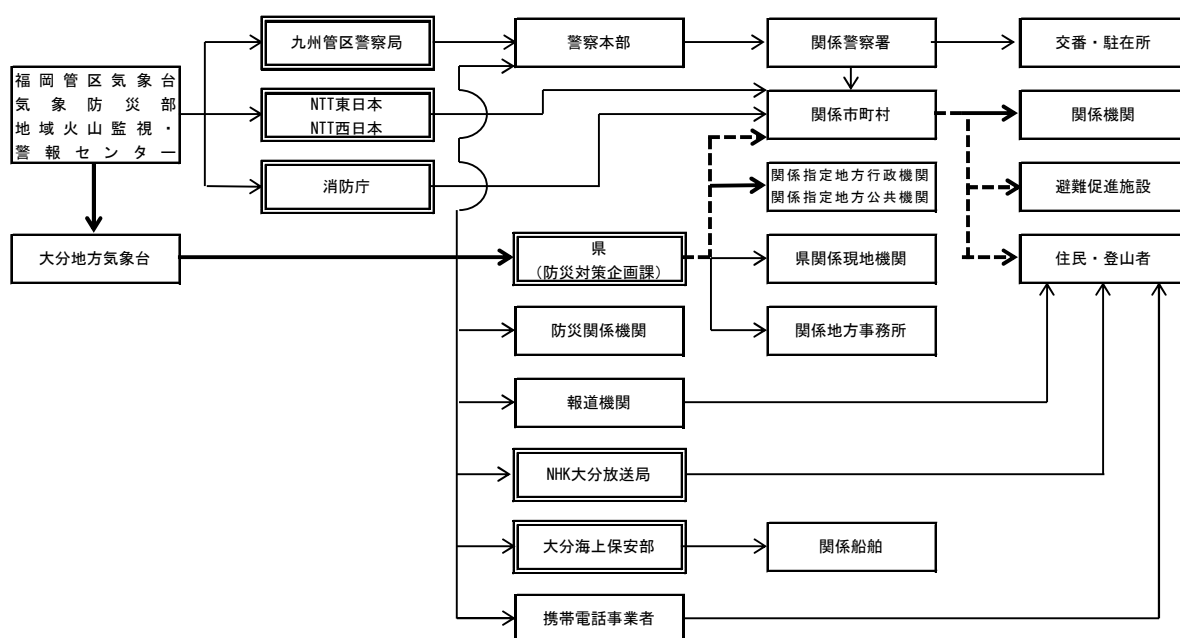 福岡管区気象台
気象防災部
地域火山監視・
警報センター
大分地方気象台
九州管区警察局
NTT東日本
NTT西日本
消防庁
警察本部
県
(防災対策企画課)
防災関係機関
報道機関
NHK大分放送局
大分海上保安部
携帯電話事業者
関係警察署
関係市町村
関係指定地方行政機関
関係指定地方公共機関
県関係現地機関
関係地方事務所
関係船舶
交番・駐在所
関係機関
避難促進施設
住民・登山者